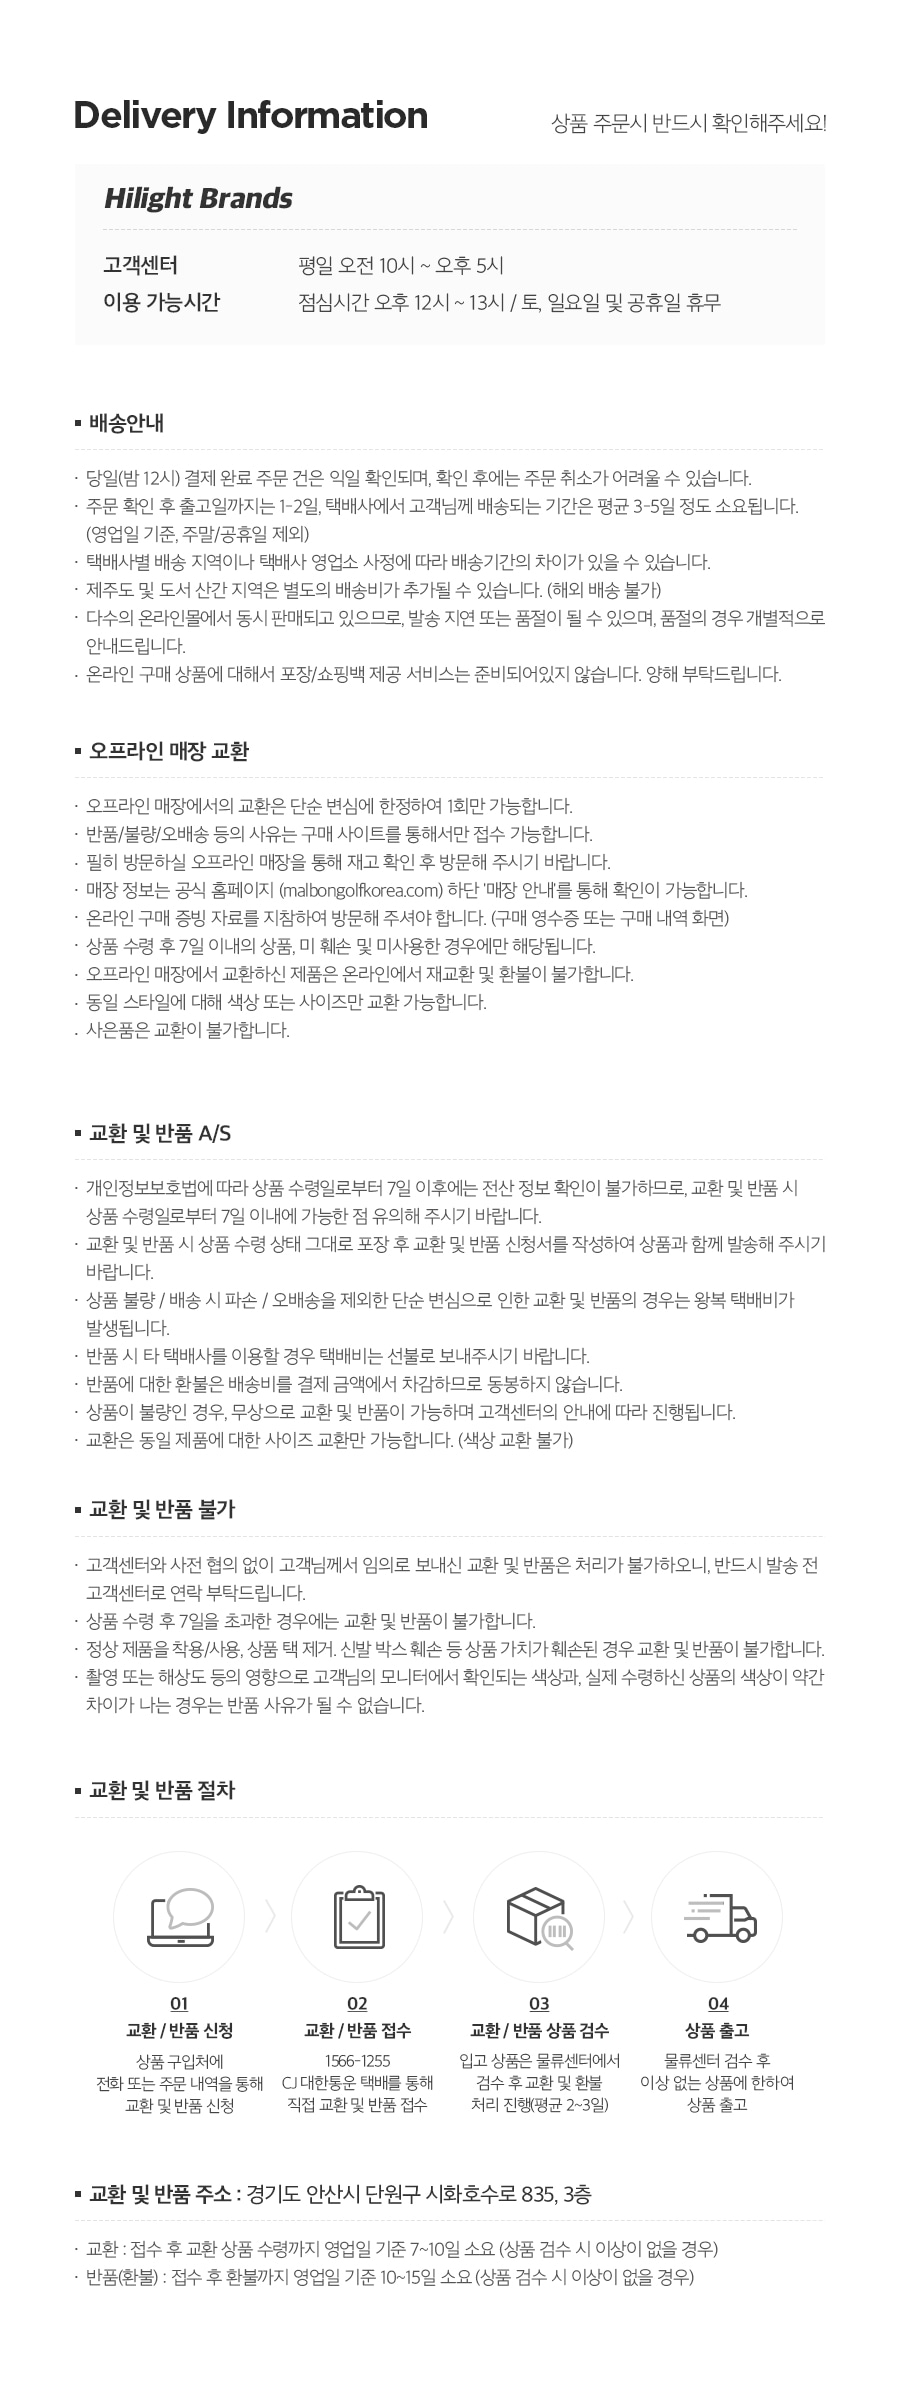 Delivery Information
상품 주문시 반드시 확인해주세요!
Hilight Brands
고객센터 평일 오전 10시 ~ 오후 5시
이용 가능시간 점심시간 오후 12시 ~ 13시 / 토, 일요일 및 공휴일 휴무
▪ 배송안내
· 당일(밤 12시) 결제 완료 주문 건은 익일 확인되며, 확인 후에는 주문 취소가 어려울 수 있습니다.
· 주문 확인 후 출고일까지는 1-2일, 택배사에서 고객님께 배송되는 기간은 평균 3-5일 정도 소요됩니다.
(영업일 기준, 주말/공휴일 제외)
· 택배사별 배송 지역이나 택배사 영업소 사정에 따라 배송기간의 차이가 있을 수 있습니다.
· 제주도 및 도서 산간 지역은 별도의 배송비가 추가될 수 있습니다. (해외 배송 불가)
· 다수의 온라인몰에서 동시 판매되고 있으므로, 발송 지연 또는 품절이 될 수 있으며, 품절의 경우 개별적으로
안내드립니다.
· 온라인 구매 상품에 대해서 포장/쇼핑백 제공 서비스는 준비되어있지 않습니다. 양해 부탁드립니다.
▪ 오프라인 매장 교환
· 오프라인 매장에서의 교환은 단순 변심에 한정하여 1회만 가능합니다.
· 반품/불량/오배송 등의 사유는 구매 사이트를 통해서만 접수 가능합니다.
· 필히 방문하실 오프라인 매장을 통해 재고 확인 후 방문해 주시기 바랍니다.
· 매장 정보는 공식 홈페이지 (malbongolfkorea.com) 하단 '매장 안내'를 통해 확인이 가능합니다.
· 온라인 구매 증빙 자료를 지참하여 방문해 주셔야 합니다. (구매 영수증 또는 구매 내역 화면)
· 상품 수령 후 7일 이내의 상품, 미 훼손 및 미사용한 경우에만 해당됩니다.
· 오프라인 매장에서 교환하신 제품은 온라인에서 재교환 및 환불이 불가합니다.
· 동일 스타일에 대해 색상 또는 사이즈만 교환 가능합니다.
· 사은품은 교환이 불가합니다.
▪ 교환 및 반품 A/S
· 개인정보보호법에 따라 상품 수령일로부터 7일 이후에는 전산 정보 확인이 불가하므로, 교환 및 반품 시
상품 수령일로부터 7일 이내에 가능한 점 유의해 주시기 바랍니다.
· 교환 및 반품 시 상품 수령 상태 그대로 포장 후 교환 및 반품 신청서를 작성하여 상품과 함께 발송해 주시기
바랍니다.
· 상품 불량 / 배송 시 파손 / 오배송을 제외한 단순 변심으로 인한 교환 및 반품의 경우는 왕복 택배비가
발생됩니다.
· 반품 시 타 택배사를 이용할 경우 택배비는 선불로 보내주시기 바랍니다.
· 반품에 대한 환불은 배송비를 결제 금액에서 차감하므로 동봉하지 않습니다.
· 상품이 불량인 경우, 무상으로 교환 및 반품이 가능하며 고객센터의 안내에 따라 진행됩니다.
· 교환은 동일 제품에 대한 사이즈 교환만 가능합니다. (색상 교환 불가)
▪ 교환 및 반품 불가
· 고객센터와 사전 협의 없이 고객님께서 임의로 보내신 교환 및 반품은 처리가 불가하오니, 반드시 발송 전
고객센터로 연락 부탁드립니다.
· 상품 수령 후 7일을 초과한 경우에는 교환 및 반품이 불가합니다.
· 정상 제품을 착용/사용, 상품 택 제거. 신발 박스 훼손 등 상품 가치가 훼손된 경우 교환 및 반품이 불가합니다.
· 촬영 또는 해상도 등의 영향으로 고객님의 모니터에서 확인되는 색상과, 실제 수령하신 상품의 색상이 약간
차이가 나는 경우는 반품 사유가 될 수 없습니다.
▪ 교환 및 반품 절차
01
교환 / 반품 신청
상품 구입처에
전화 또는 주문 내역을 통해
교환 및 반품 신청
02
교환 / 반품 접수
1566-1255
CJ 대한통운 택배를 통해
직접 교환 및 반품 접수
03
교환 / 반품 상품 검수
입고 상품은 물류센터에서
검수 후 교환 및 환불
처리 진행(평균 2~3일)
04
상품 출고
물류센터 검수 후
이상 없는 상품에 한하여
상품 출고
▪ 교환 및 반품 주소 : 경기도 안산시 단원구 시화호수로 835, 3층
· 교환 : 접수 후 교환 상품 수령까지 영업일 기준 7~10일 소요 (상품 검수 시 이상이 없을 경우)
· 반품(환불) : 접수 후 환불까지 영업일 기준 10~15일 소요 (상품 검수 시 이상이 없을 경우)